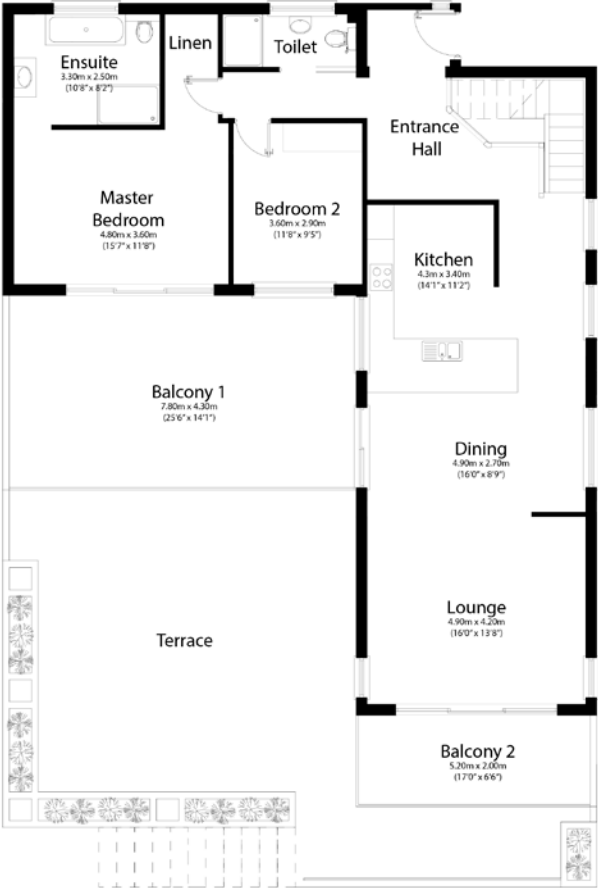 Ensuite
3.30m x 2.50m
(10'8" x 8'2")
Linen
Toilet
Entrance
Hall
Master
Bedroom
4.80m x 3.60m
(15'7" x 11'8")
Bedroom 2
3.60m x 2.90m
(11'8" x 9'5")
Kitchen
4.3m x 3.40m
(14'1" x 11'2")
Balcony 1
7.80m x 4.30m
(25'6" x 14'1")
Dining
4.90m x 2.70m
(16'0" x 8'9")
Lounge
4.90m x 4.20m
(16'0" x 13'8")
Terrace
Balcony 2
5.20m x 2.00m
(17'0" x 6'6")